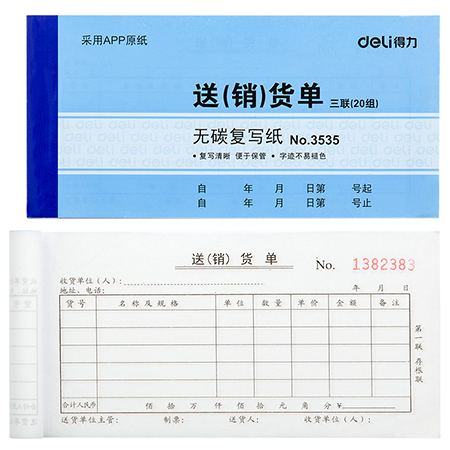 采用APP原纸
deli得力
送(销)货单 三联(20组)
无碳复写纸 No.3535
•复写清晰 便于保管 •字迹不易褪色
自 年 月 日第 号起
自 年 月 日第 号止
送(销)货单
No. 1382383
收货单位(人):
地址、电话: 年 月 日
货号 名称及规格 单位 数量 单价 金额 备注
第一联 存根联
合计人民币 佰 拾 万 仟 佰 拾 元 角 分 ¥
送货单位主管: 制票: 送货人: 收货单位(人):